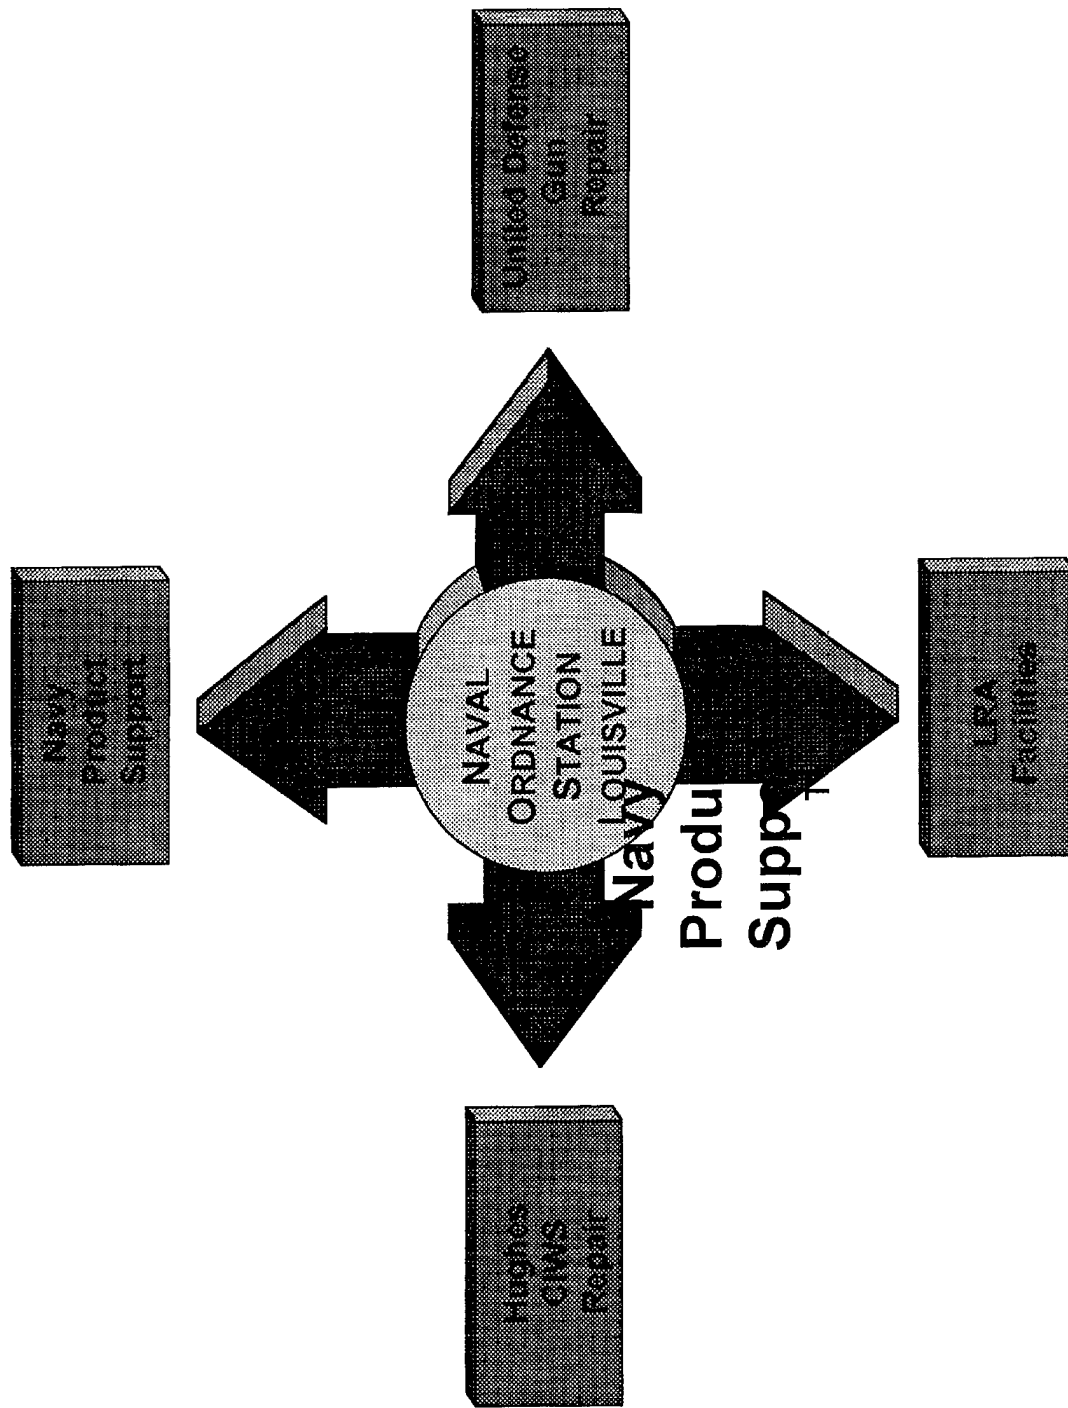 Navy
Product
Support
Hughes
CIWS
Repair
NAVAL
ORDNANCE
STATION
LOUISVILLE
United Defense
Gun
Repair
Navy
Produ
Supp
T
LRA
Facilities